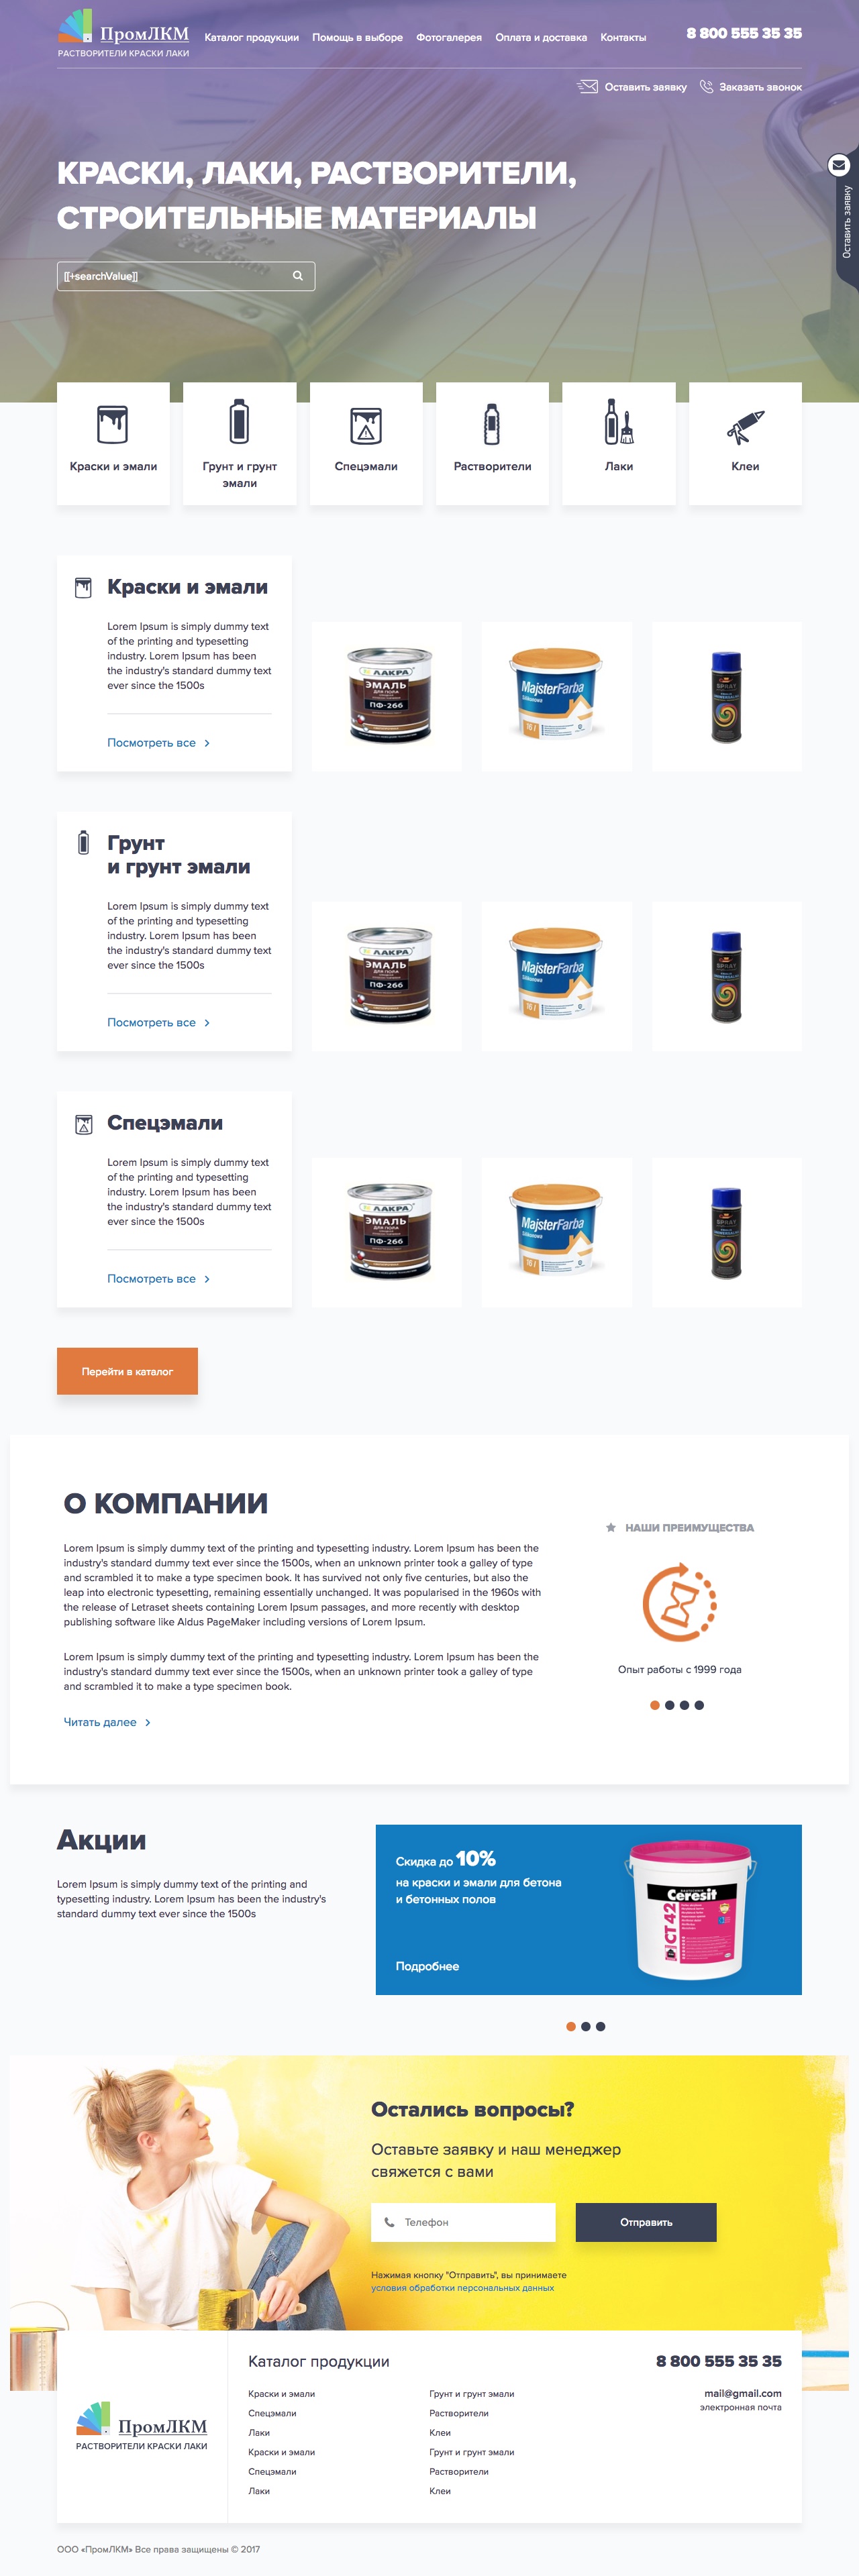 ПромЛКМ
РАСТВОРИТЕЛИ КРАСКИ ЛАКИ
Каталог продукции Помощь в выборе Фотогалерея Оплата и доставка Контакты
8 800 555 35 35
Оставить заявку Заказать звонок
КРАСКИ, ЛАКИ, РАСТВОРИТЕЛИ,
СТРОИТЕЛЬНЫЕ МАТЕРИАЛЫ
Оставить заявку
[[+searchValue]]
Краски и эмали
Грунт и грунт
эмали
Спецэмали
Растворители
Лаки
Клеи
Краски и эмали
Lorem Ipsum is simply dummy text
of the printing and typesetting
industry. Lorem Ipsum has been
the industry's standard dummy text
ever since the 1500s
Посмотреть все
ЛАКРА
ЭМАЛЬ
ДЛЯ ПОЛА
ПФ-266
MajsterFarba
Silikonowa
10 l
SPRAY
Грунт
и грунт эмали
Lorem Ipsum is simply dummy text
of the printing and typesetting
industry. Lorem Ipsum has been
the industry's standard dummy text
ever since the 1500s
Посмотреть все
ЛАКРА
ЭМАЛЬ
ДЛЯ ПОЛА
ПФ-266
MajsterFarba
Silikonowa
10 l
SPRAY
Спецэмали
Lorem Ipsum is simply dummy text
of the printing and typesetting
industry. Lorem Ipsum has been
the industry's standard dummy text
ever since the 1500s
Посмотреть все
ЛАКРА
ЭМАЛЬ
ДЛЯ ПОЛА
ПФ-266
MajsterFarba
Silikonowa
10 l
SPRAY
Перейти в каталог
О КОМПАНИИ
Lorem Ipsum is simply dummy text of the printing and typesetting industry. Lorem Ipsum has been the
industry's standard dummy text ever since the 1500s, when an unknown printer took a galley of type
and scrambled it to make a type specimen book. It has survived not only five centuries, but also the
leap into electronic typesetting, remaining essentially unchanged. It was popularised in the 1960s with
the release of Letraset sheets containing Lorem Ipsum passages, and more recently with desktop
publishing software like Aldus PageMaker including versions of Lorem Ipsum.
Lorem Ipsum is simply dummy text of the printing and typesetting industry. Lorem Ipsum has been the
industry's standard dummy text ever since the 1500s, when an unknown printer took a galley of type
and scrambled it to make a type specimen book.
Читать далее
НАШИ ПРЕИМУЩЕСТВА
Опыт работы с 1999 года
Акции
Lorem Ipsum is simply dummy text of the printing and
typesetting industry. Lorem Ipsum has been the industry's
standard dummy text ever since the 1500s
Скидка до 10%
на краски и эмали для бетона
и бетонных полов
Подробнее
Ceresit
CT 42
Остались вопросы?
Оставьте заявку и наш менеджер
свяжется с вами
Телефон
Отправить
Нажимая кнопку "Отправить", вы принимаете
условия обработки персональных данных
ПромЛКМ
РАСТВОРИТЕЛИ КРАСКИ ЛАКИ
Каталог продукции
Краски и эмали
Спецэмали
Лаки
Краски и эмали
Спецэмали
Лаки
Грунт и грунт эмали
Растворители
Клеи
Грунт и грунт эмали
Растворители
Клеи
8 800 555 35 35
mail@gmail.com
электронная почта
ООО «ПромЛКМ» Все права защищены © 2017